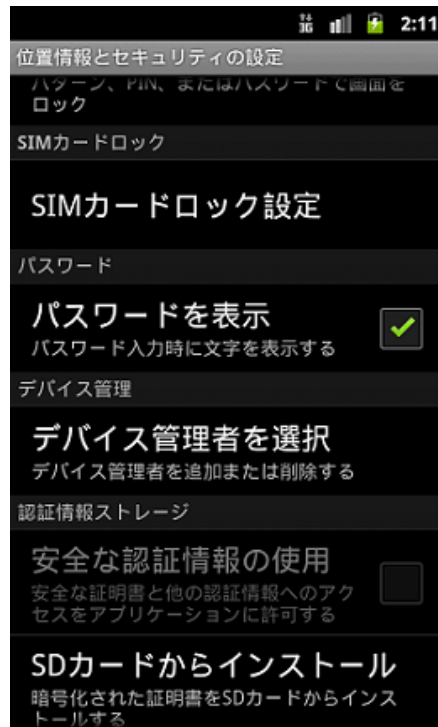 3G 2:11
位置情報とセキュリティの設定
パターン、PIN、またはパスワードで画面を
ロック
SIMカードロック
SIMカードロック設定
パスワード
パスワードを表示
パスワード入力時に文字を表示する
デバイス管理
デバイス管理者を選択
デバイス管理者を追加または削除する
認証情報ストレージ
安全な認証情報の使用
安全な証明書と他の認証情報へのアク
セスをアプリケーションに許可する
SDカードからインストール
暗号化された証明書をSDカードからインス
トールする